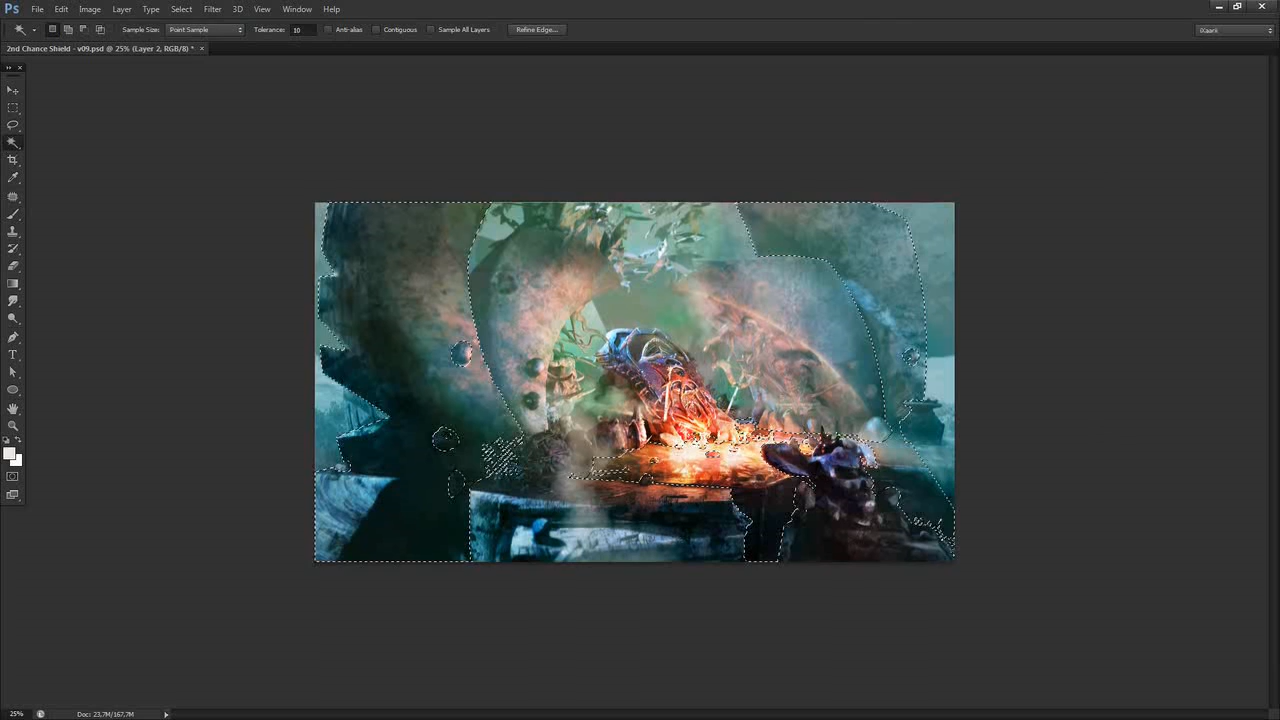 Ps File Edit Image Layer Type Select Filter 3D View Window Help
Sample Size: Point Sample Tolerance: 10 Anti-alias Contiguous Sample All Layers Refine Edge... iXaarii
2nd Chance Shield - v09.psd @ 25% (Layer 2, RGB/8) * ×
T
25% Doc: 23,7M/167,7M